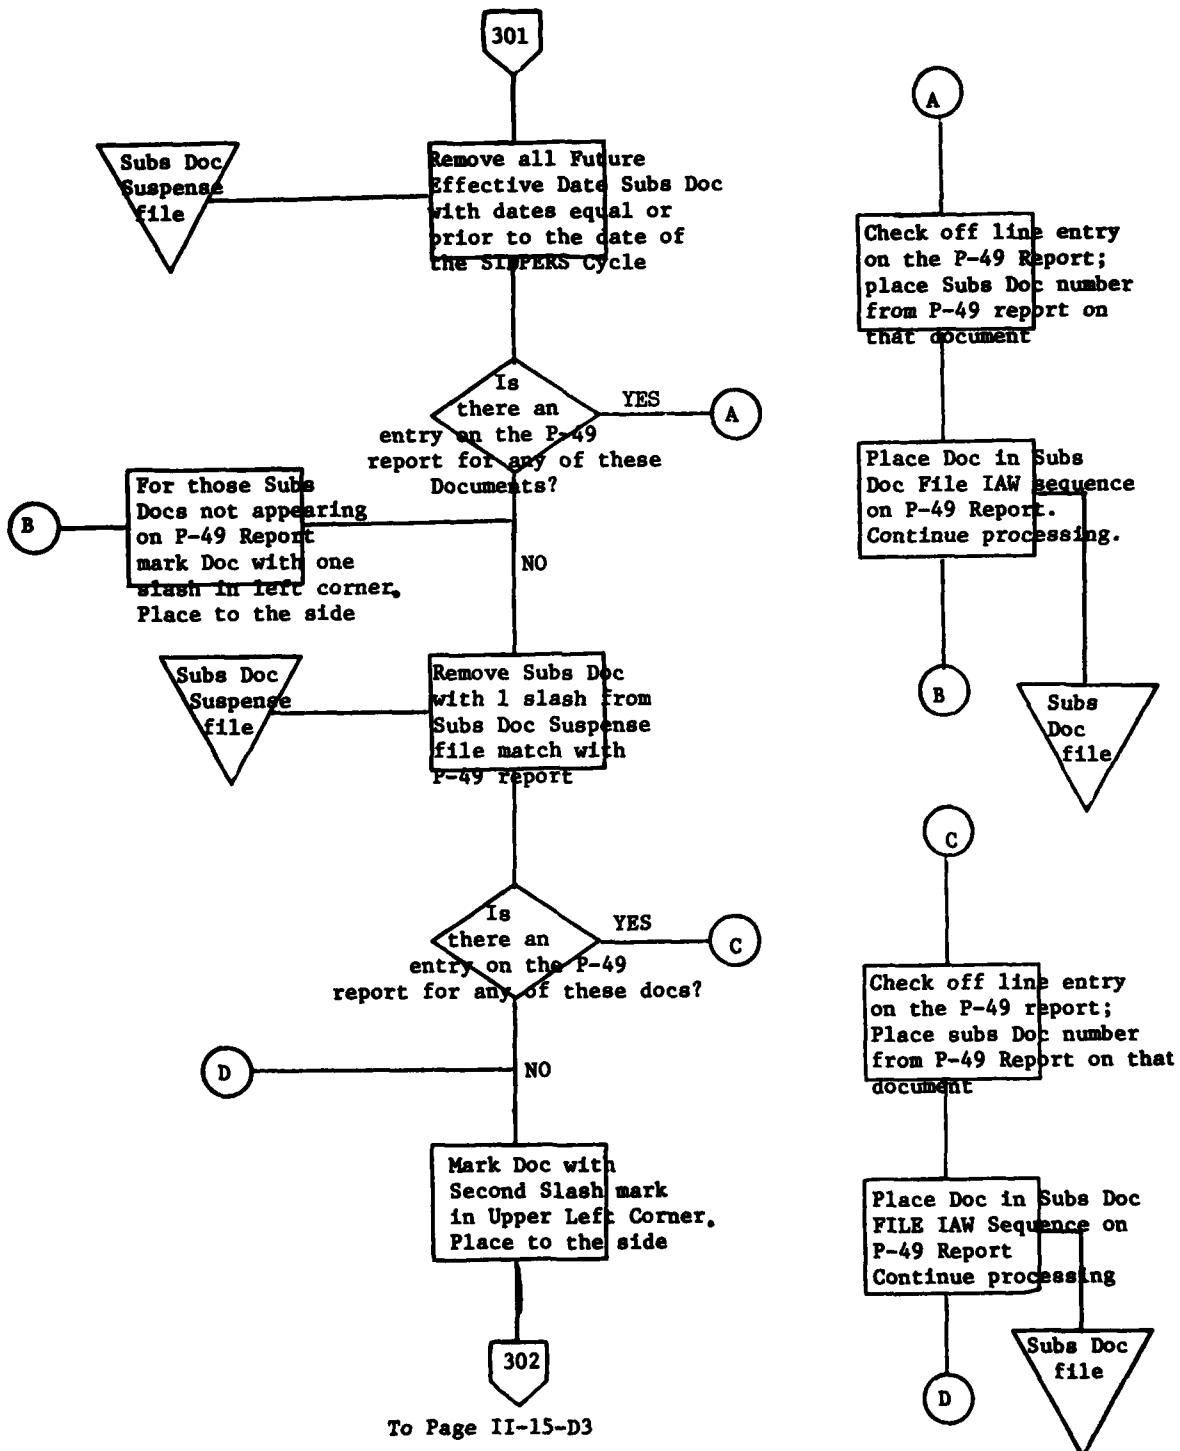 301
Subs Doc
Suspense
file
Remove all Future
Effective Date Subs Doc
with dates equal or
prior to the date of
the SIDPERS Cycle
Is
there an
entry on the P-49
report for any of these
Documents?
YES
A
B
For those Subs
Docs not appearing
on P-49 Report
mark Doc with one
slash in left corner.
Place to the side
NO
Subs Doc
Suspense
file
Remove Subs Doc
with 1 slash from
Subs Doc Suspense
file match with
P-49 report
Is
there an
entry on the P-49
report for any of these docs?
YES
C
D
NO
Mark Doc with
Second Slash mark
in Upper Left Corner.
Place to the side
302
To Page II-15-D3
A
Check off line entry
on the P-49 Report;
place Subs Doc number
from P-49 report on
that document
Place Doc in Subs
Doc File IAW sequence
on P-49 Report.
Continue processing.
B
Subs
Doc
file
C
Check off line entry
on the P-49 report;
Place subs Doc number
from P-49 Report on that
document
Place Doc in Subs Doc
FILE IAW Sequence on
P-49 Report
Continue processing
D
Subs Doc
file